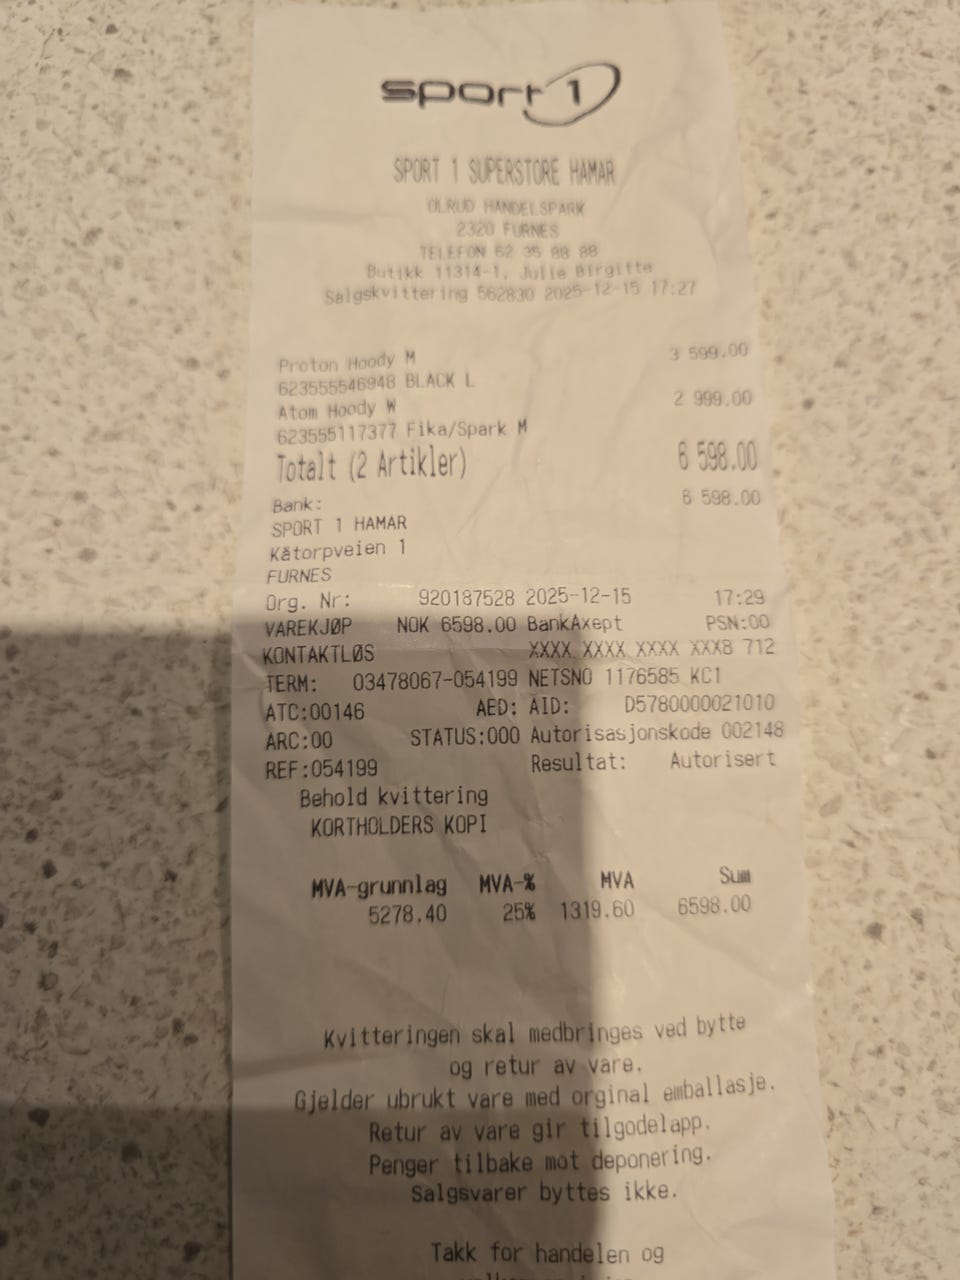 sport 1
SPORT 1 SUPERSTORE HAMAR
OLRUD HANDELSPARK
2320 FURNES
TELEFON 62 35 88 88
Butikk 11314-1, Julie Birgitte
Salgskvittering 562830 2025-12-15 17:27
Proton Hoody M 3 599.00
623555546948 BLACK L
Atom Hoody W 2 999.00
623555117377 Fika/Spark M
Totalt (2 Artikler) 6 598.00
Bank: 6 598.00
SPORT 1 HAMAR
Kåtorpveien 1
FURNES
Org. Nr: 920187528 2025-12-15 17:29
VAREKJØP NOK 6598.00 BankAxept PSN:00
KONTAKTLØS XXXX XXXX XXXX XXX8 712
TERM: 03478067-054199 NETSNO 1176585 KC1
ATC:00146 AED: AID: D5780000021010
ARC:00 STATUS:000 Autorisasjonskode 002148
REF:054199 Resultat: Autorisert
Behold kvittering
KORTHOLDERS KOPI
MVA-grunnlag MVA-% MVA Sum
5278.40 25% 1319.60 6598.00
Kvitteringen skal medbringes ved bytte
og retur av vare.
Gjelder ubrukt vare med orginal emballasje.
Retur av vare gir tilgodelapp.
Penger tilbake mot deponering.
Salgsvarer byttes ikke.
Takk for handelen og